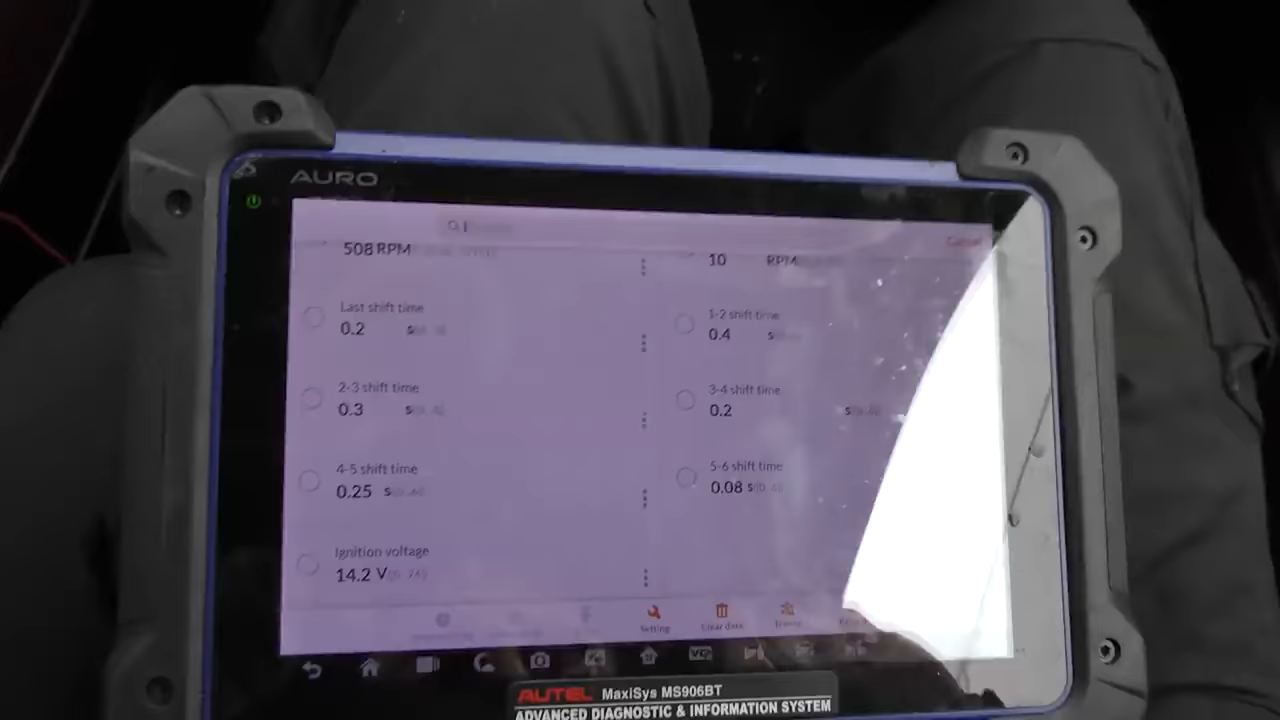 AURO
Cancel
508 RPM
10 RPM
Last shift time
0.2 s
1-2 shift time
0.4 s
2-3 shift time
0.3 s
3-4 shift time
0.2 s
4-5 shift time
0.25 s
5-6 shift time
0.08 s
Ignition voltage
14.2 V
Setting
Clear data
AUTEL MaxiSys MS906BT
ADVANCED DIAGNOSTIC & INFORMATION SYSTEM